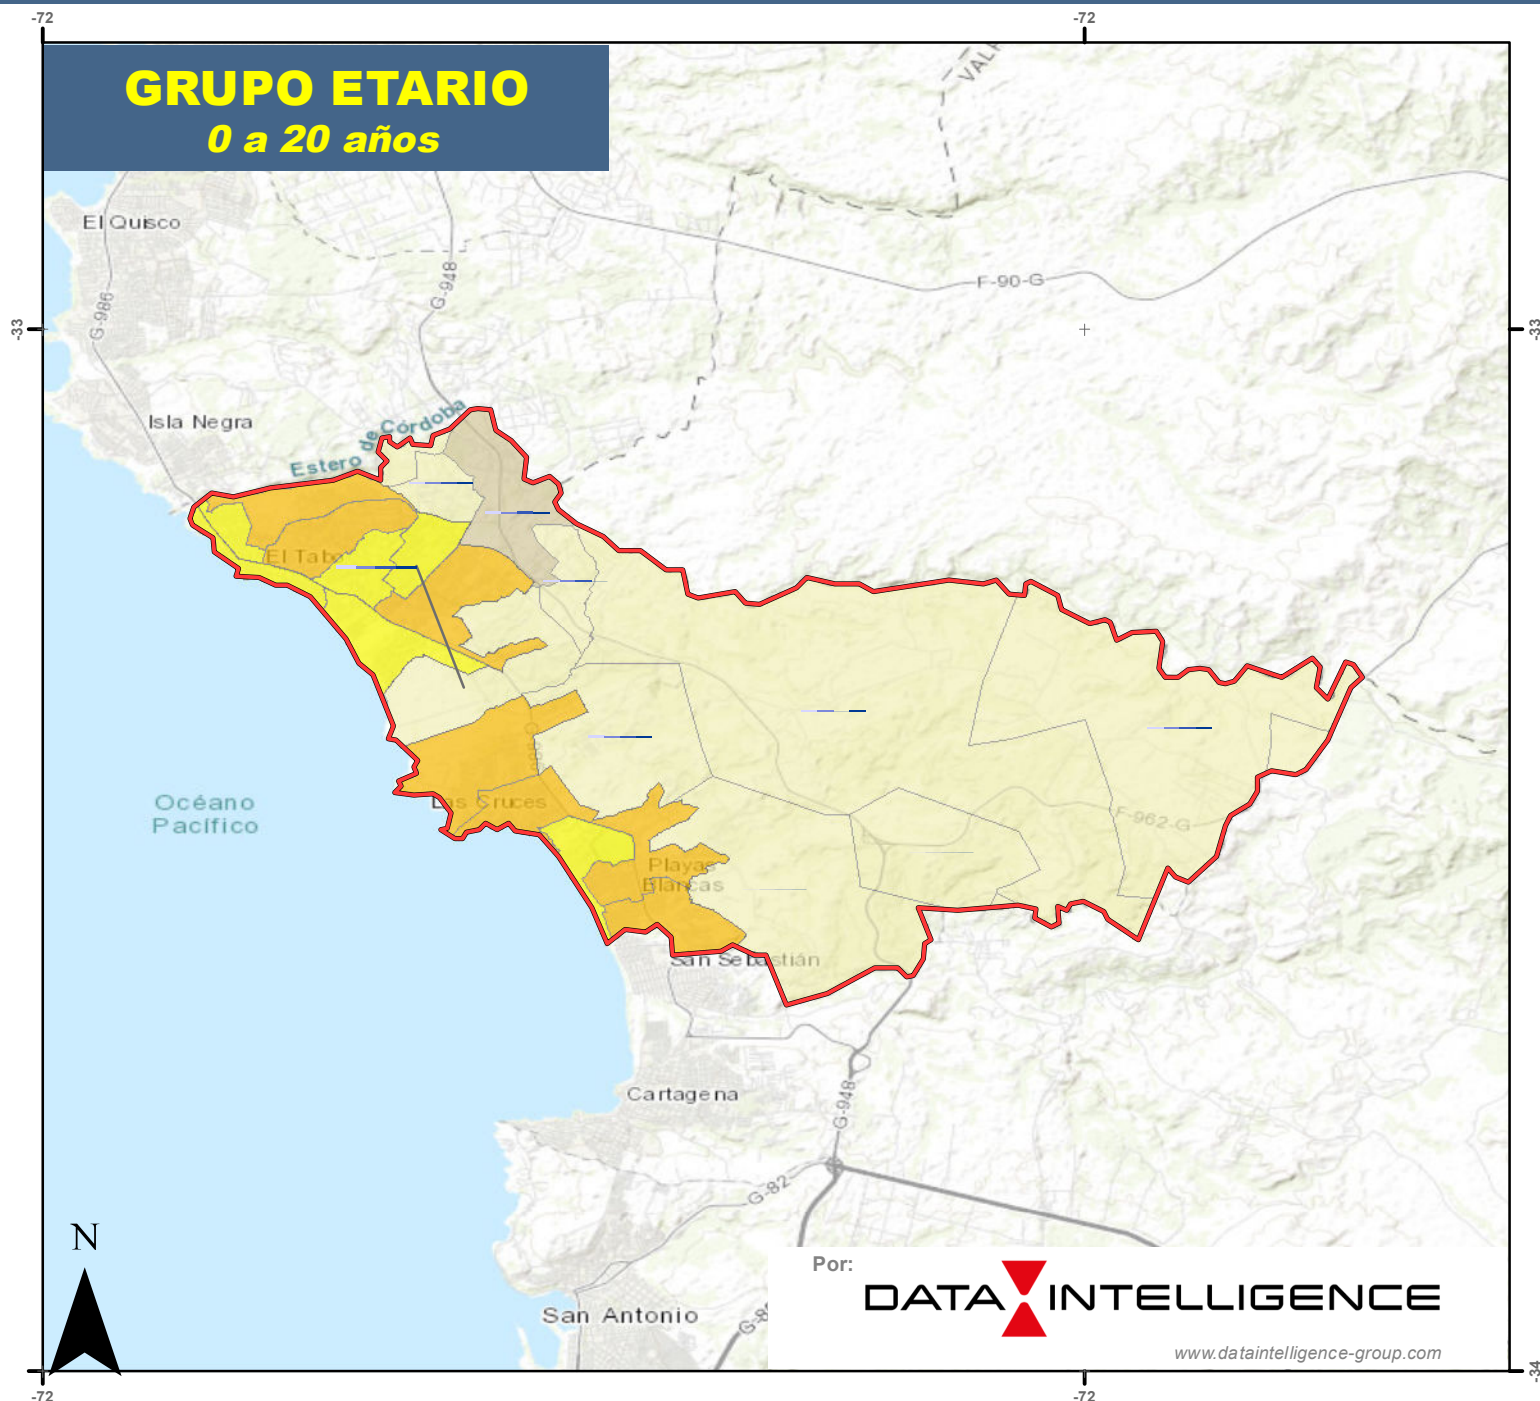 -72
-72
GRUPO ETARIO
0 a 20 años
VALP
El Quisco
G-986
G-948
F-90-G
-33
-33
Isla Negra
Estero de Córdoba
El Tabo
Las Cruces
F-962-G
Océano
Pacífico
Playas
Blancas
San Sebastián
Cartagena
G-948
G-82
N
Por:
DATA INTELLIGENCE
San Antonio
www.dataintelligence-group.com
-34
-72
-72